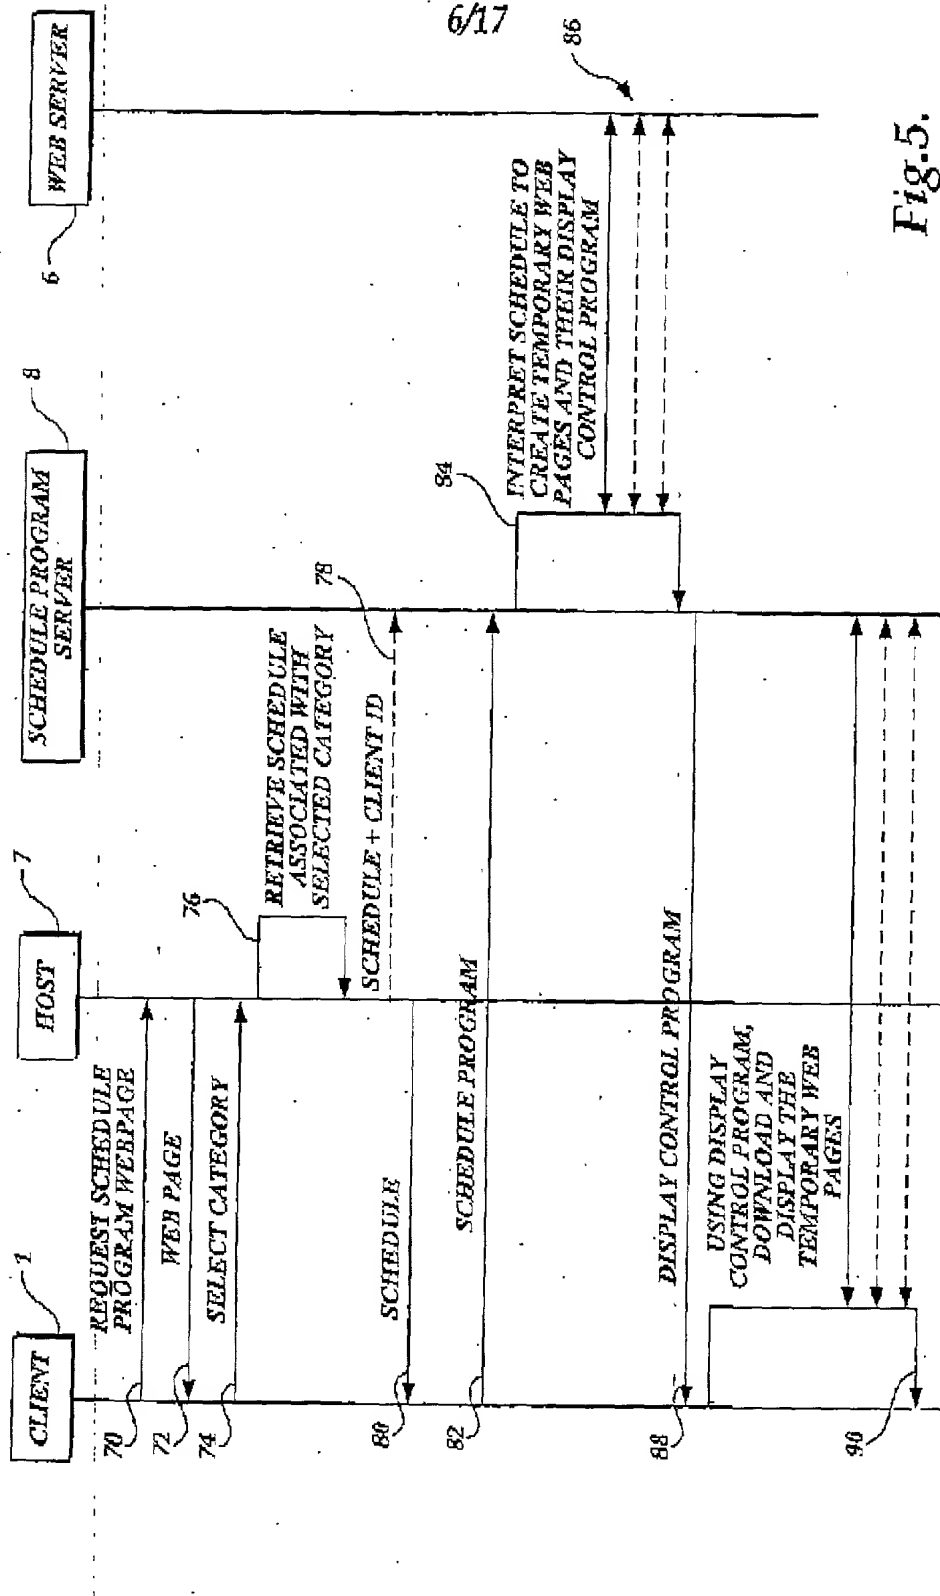 6/17
CLIENT
1
HOST
7
SCHEDULE PROGRAM
SERVER
8
WEB SERVER
6
REQUEST SCHEDULE
PROGRAM WEBPAGE
70
WEB PAGE
72
SELECT CATEGORY
74
76
RETRIEVE SCHEDULE
ASSOCIATED WITH
SELECTED CATEGORY
SCHEDULE + CLIENT ID
78
SCHEDULE
80
SCHEDULE PROGRAM
82
84
INTERPRET SCHEDULE TO
CREATE TEMPORARY WEB
PAGES AND THEIR DISPLAY
CONTROL PROGRAM
86
DISPLAY CONTROL PROGRAM
88
USING DISPLAY
CONTROL PROGRAM,
DOWNLOAD AND
DISPLAY THE
TEMPORARY WEB
PAGES
90
Fig.5.